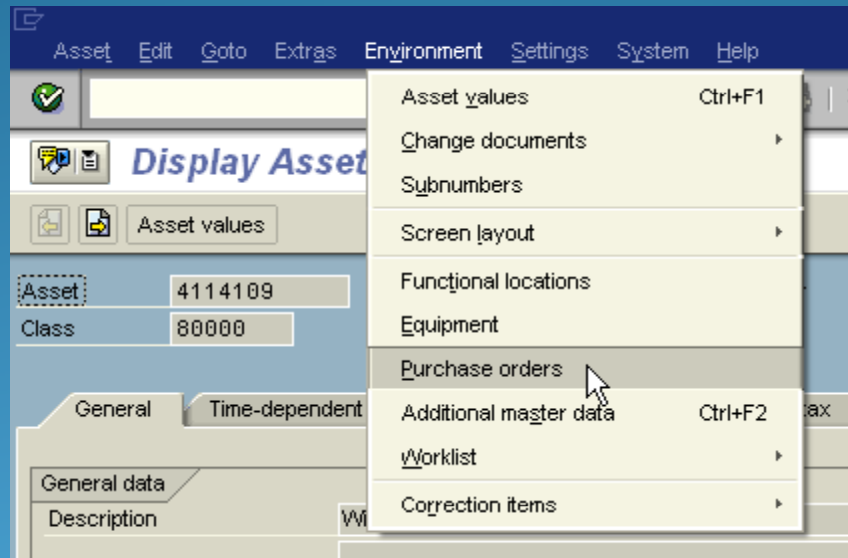 Asset Edit Goto Extras Environment Settings System Help
Asset values Ctrl+F1
Change documents
Subnumbers
Screen layout
Functional locations
Equipment
Purchase orders
Additional master data Ctrl+F2
Worklist
Correction items
Display Asset
Asset values
Asset 4114109
Class 80000
General Time-dependent tax
General data
Description